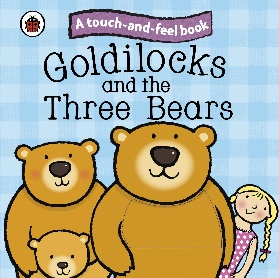 A touch-and-feel book
Goldilocks
and the
Three Bears